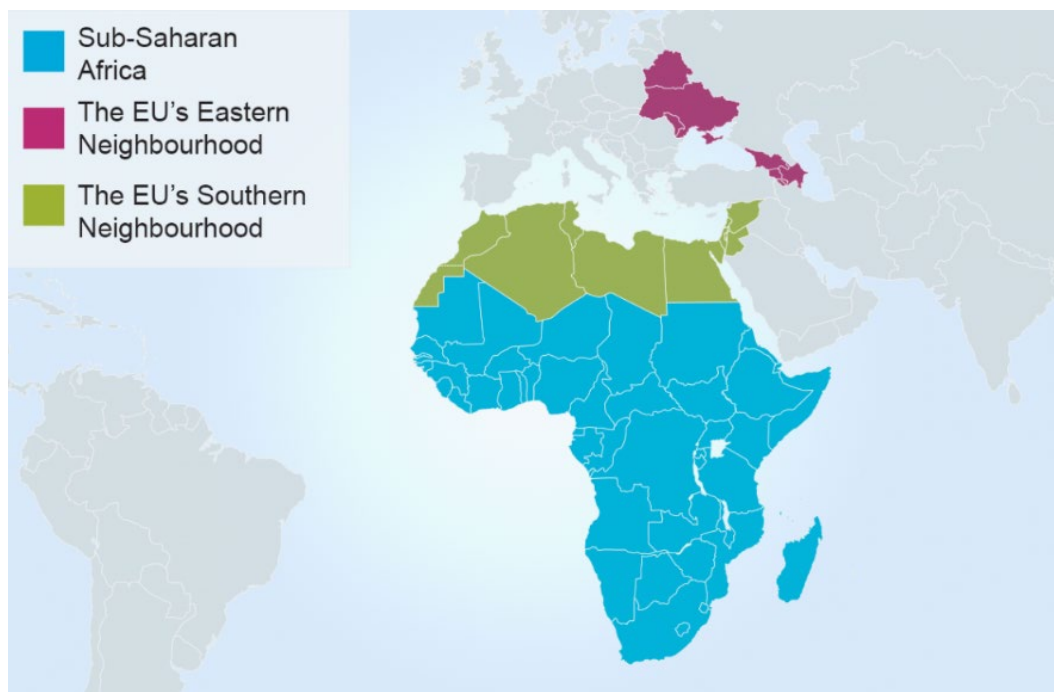 Sub-Saharan
Africa
The EU's Eastern
Neighbourhood
The EU's Southern
Neighbourhood